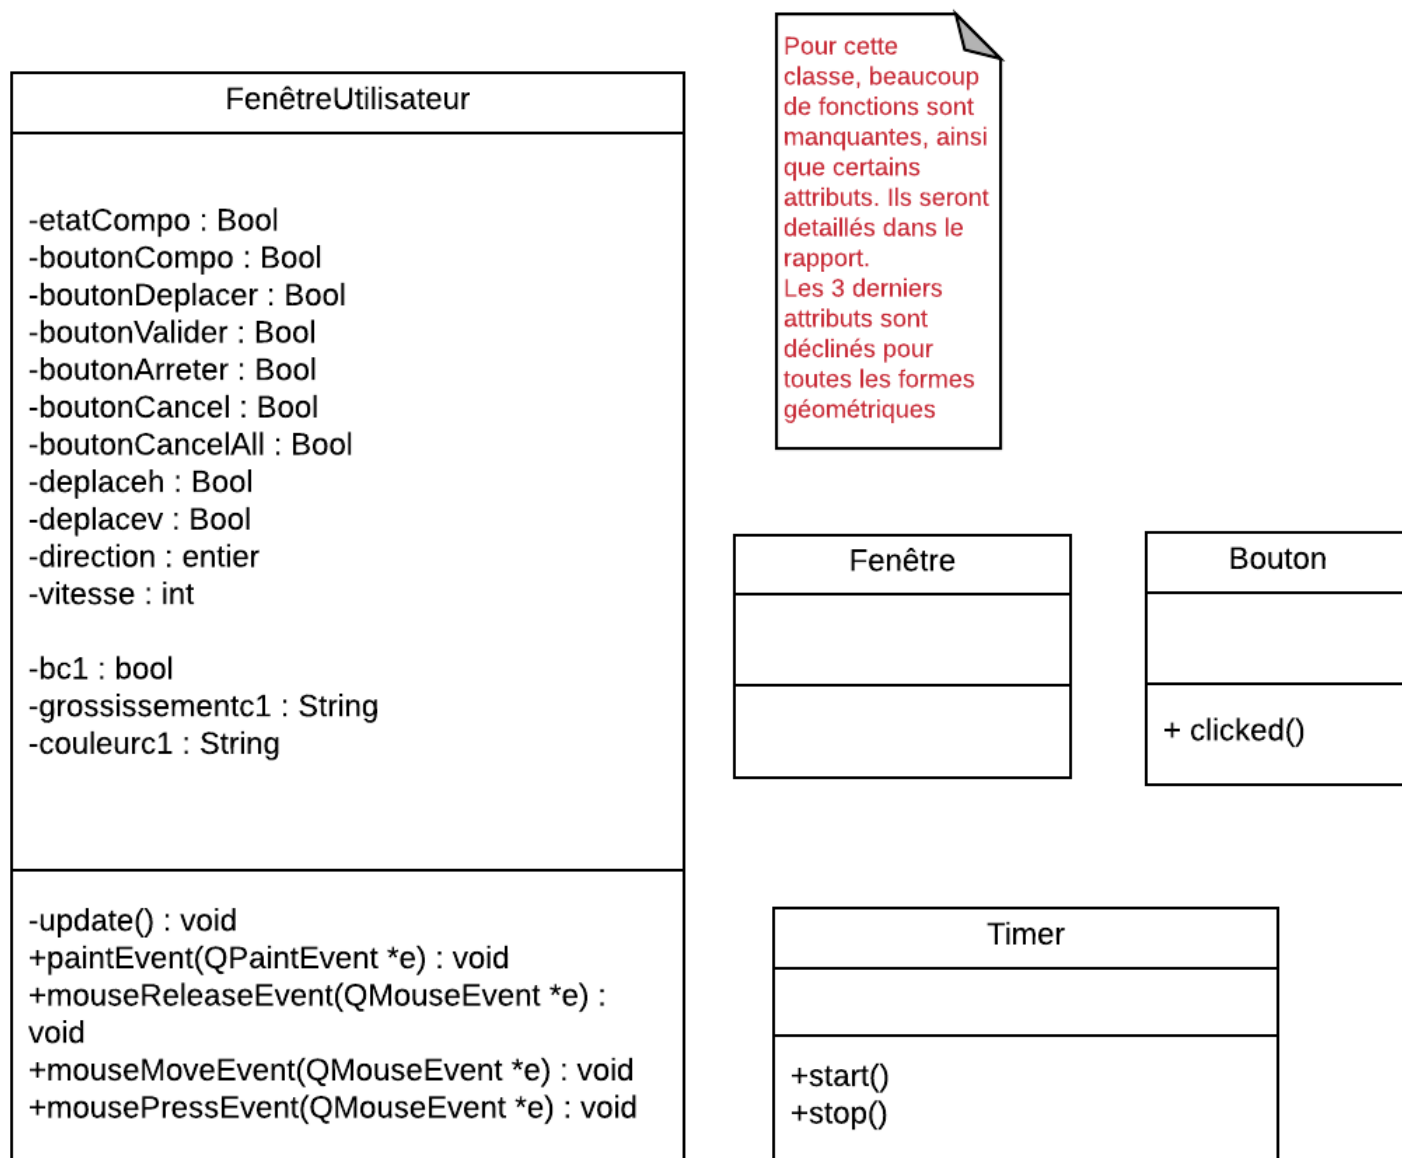 FenêtreUtilisateur
-etatCompo : Bool
-boutonCompo : Bool
-boutonDeplacer : Bool
-boutonValider : Bool
-boutonArreter : Bool
-boutonCancel : Bool
-boutonCancelAll : Bool
-deplaceh : Bool
-deplacev : Bool
-direction : entier
-vitesse : int
-bc1 : bool
-grossissementc1 : String
-couleurc1 : String
-update() : void
+paintEvent(QPaintEvent *e) : void
+mouseReleaseEvent(QMouseEvent *e) :
void
+mouseMoveEvent(QMouseEvent *e) : void
+mousePressEvent(QMouseEvent *e) : void
Pour cette
classe, beaucoup
de fonctions sont
manquantes, ainsi
que certains
attributs. Ils seront
detaillés dans le
rapport.
Les 3 derniers
attributs sont
déclinés pour
toutes les formes
géométriques
Fenêtre
Bouton
+ clicked()
Timer
+start()
+stop()